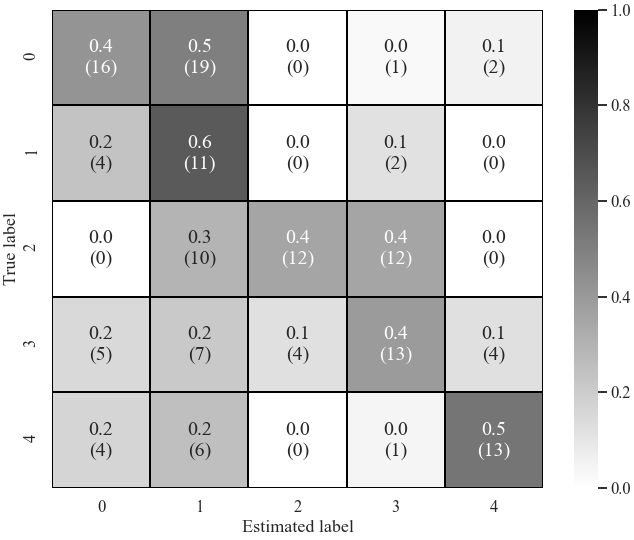 0.4 0.5 0.0 0.0 0.1 1.0
0 (16) (19) (0) (1) (2)
0.8
0.2 0.6 0.0 0.1 0.0
1 (4) (11) (0) (2) (0)
0.6
True label
0.0 0.3 0.4 0.4 0.0
2 (0) (10) (12) (12) (0)
0.4
0.2 0.2 0.1 0.4 0.1
3 (5) (7) (4) (13) (4)
0.2
0.2 0.2 0.0 0.0 0.5
4 (4) (6) (0) (1) (13)
0.0
0 1 2 3 4
Estimated label